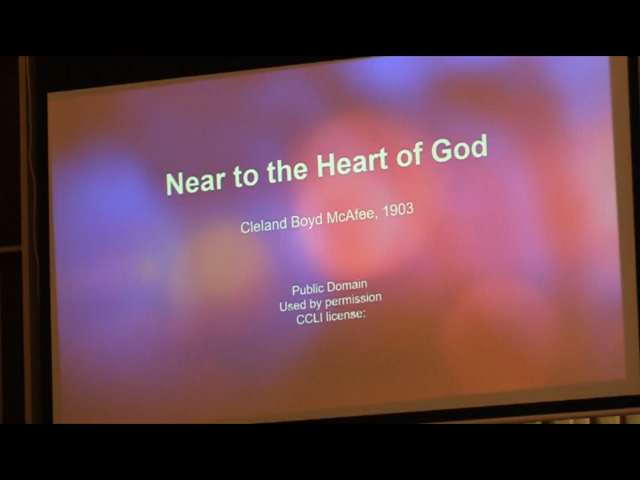 Near to the Heart of God
Cleland Boyd McAfee, 1903
Public Domain
Used by permission
CCLI license: